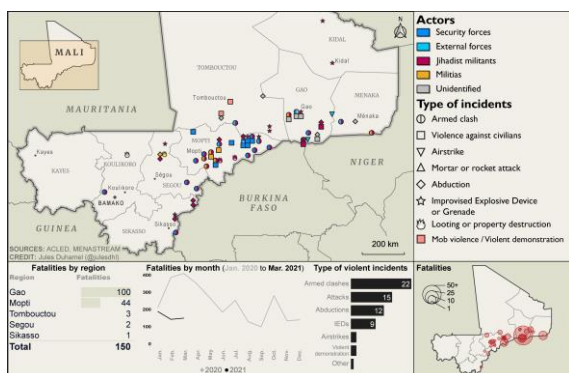 MALI
KIDAL
Kidal
TOMBOUCTOU
GAO
Tombouctou
Gao
MENAKA
Ménaka
MAURITANIA
MOPTI
Mopti
Kayes
KAYES
KOULIKORO
Ségou
SEGOU
Koulikoro
BAMAKO
SIKASSO
Sikasso
NIGER
BURKINA
FASO
GUINEA
200 km
SOURCES: ACLED, MENASTREAM
CREDIT: Jules Duhamel (@julesdhl)
Actors
Security forces
External forces
Jihadist militants
Militias
Unidentified
Type of incidents
Armed clash
Violence against civilians
Airstrike
Mortar or rocket attack
Abduction
Improvised Explosive Device
or Grenade
Looting or property destruction
Mob violence / Violent demonstration
Fatalities by region
Region Fatalities
Gao 100
Mopti 44
Tombouctou 3
Segou 2
Sikasso 1
Total 150
Fatalities by month (Jan. 2020 to Mar. 2021)
400
300
200
100
0
Jan.
Feb.
Mar.
Apr.
May
Jun.
Jul.
Aug.
Sep.
Oct.
Nov.
Dec.
2020 2021
Type of violent incidents
Armed clashes 22
Attacks 15
Abductions 12
IEDs 9
Airstrikes
Violent
demonstration
Other
Fatalities
50+
25
10
1